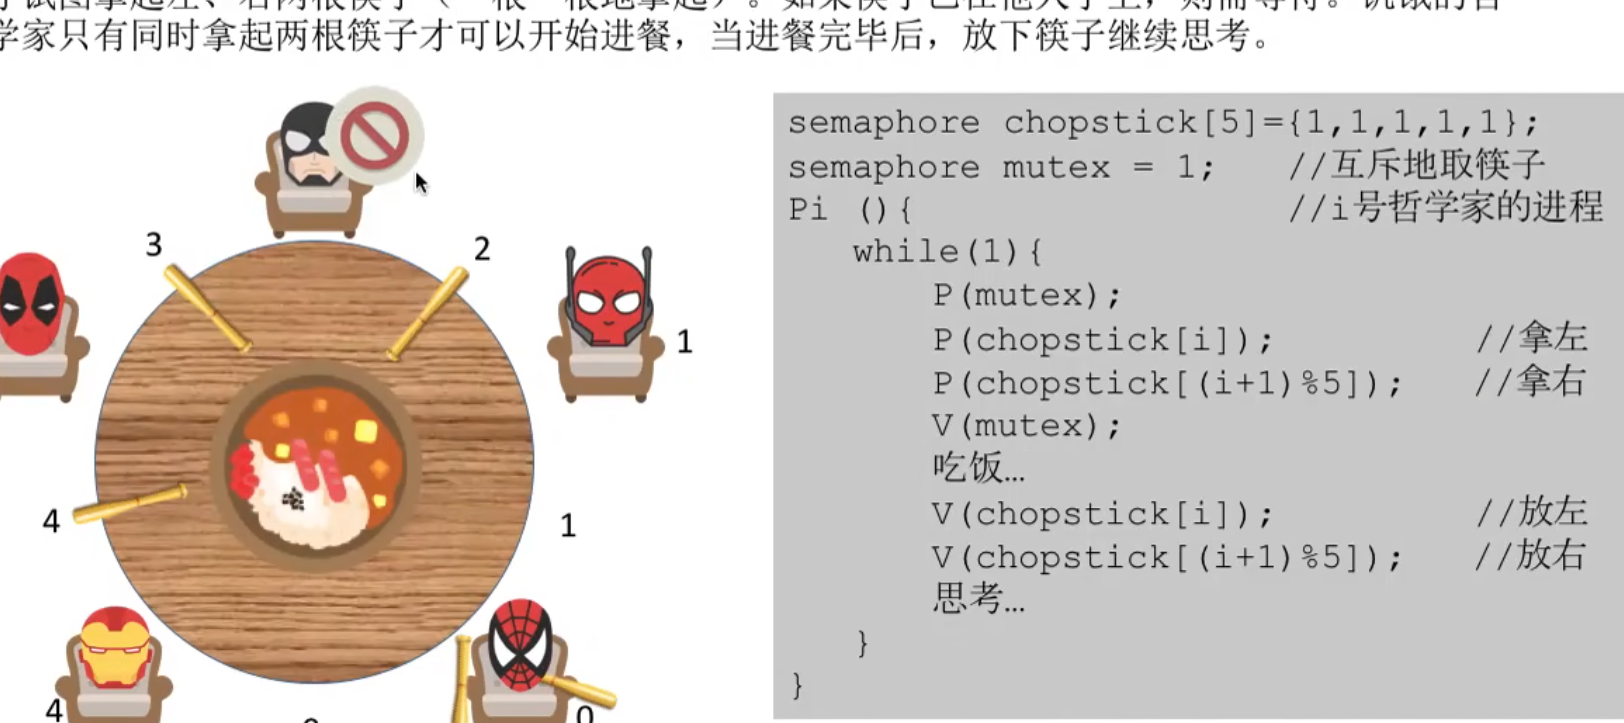 学家只有同时拿起两根筷子才可以开始进餐，当进餐完毕后，放下筷子继续思考。
semaphore chopstick[5]={1,1,1,1,1};
semaphore mutex = 1; //互斥地取筷子
Pi (){ //i号哲学家的进程
while(1){
P(mutex);
P(chopstick[i]); //拿左
P(chopstick[(i+1)%5]); //拿右
V(mutex);
吃饭…
V(chopstick[i]); //放左
V(chopstick[(i+1)%5]); //放右
思考…
}
}
3
2
1
4
1
4
0